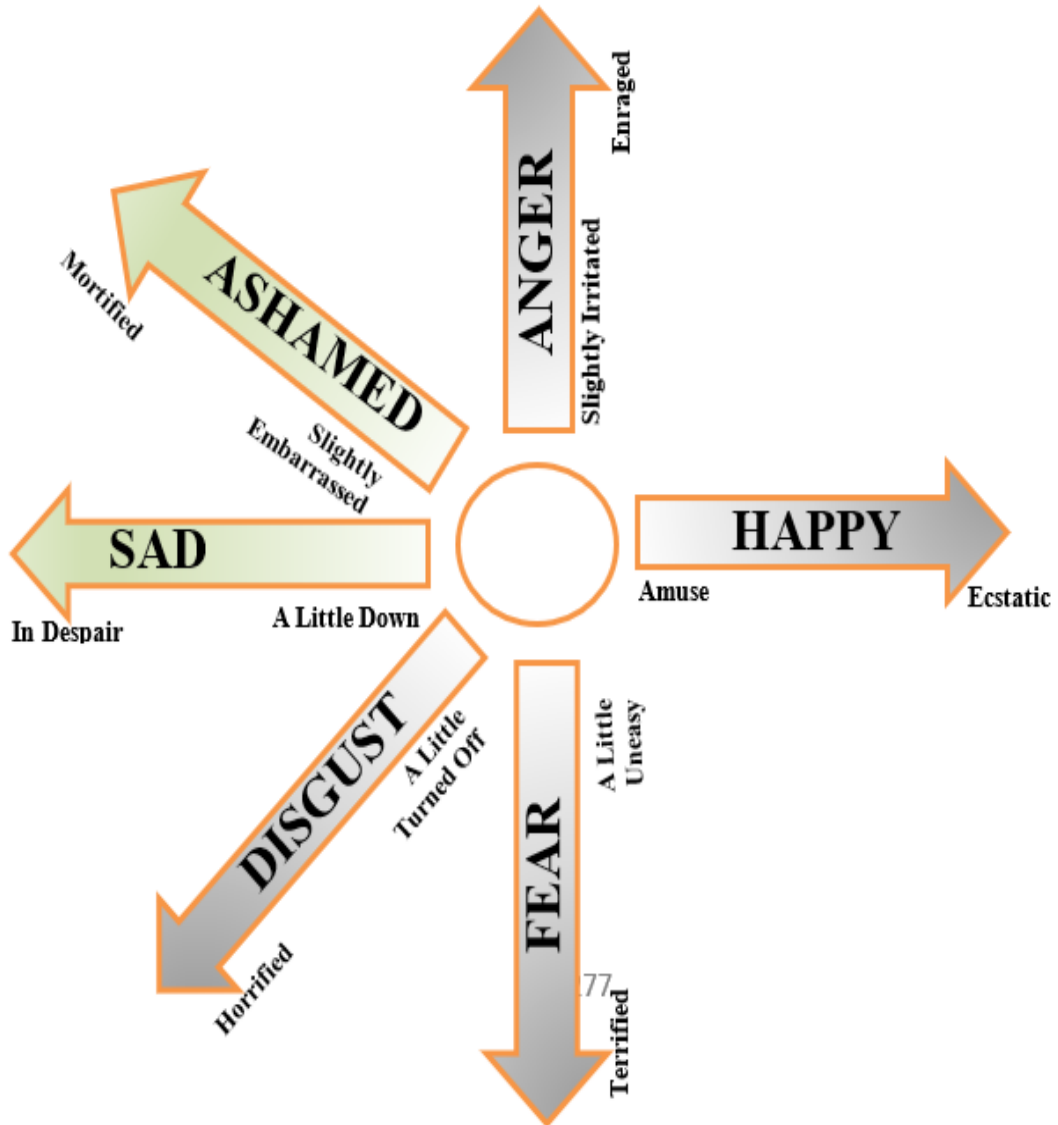 Enraged
ANGER
Slightly Irritated
ASHAMED
Mortified
Slightly
Embarrassed
SAD
In Despair
A Little Down
HAPPY
Amuse
Ecstatic
DISGUST
A Little
Turned Off
Horrified
A Little
Uneasy
FEAR
277
Terrified